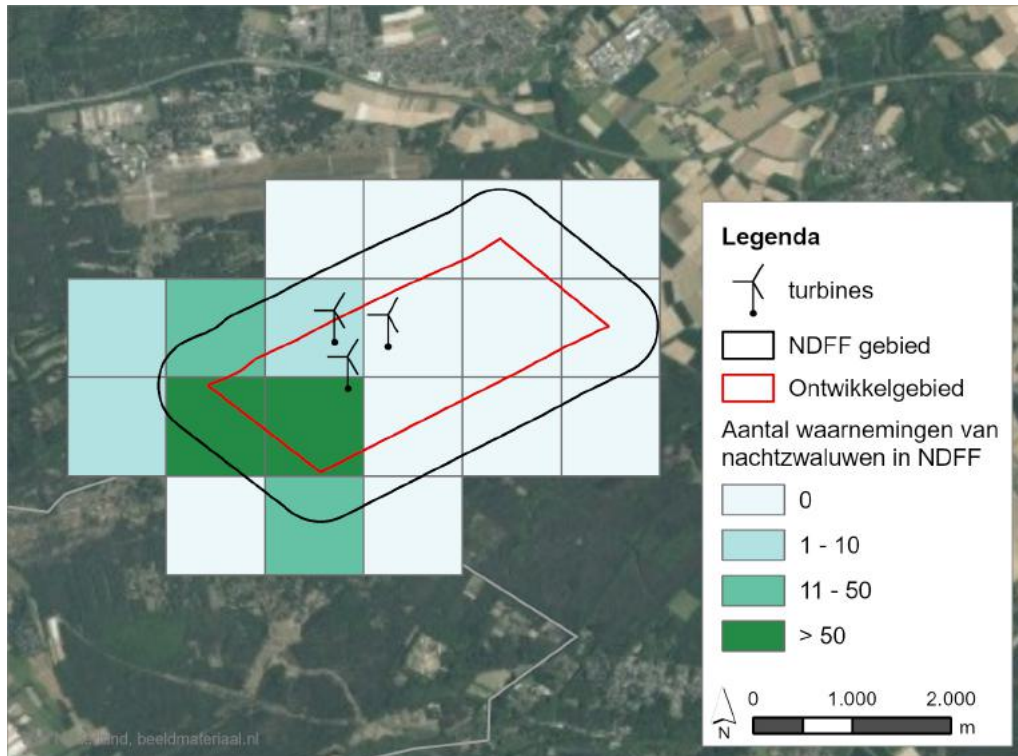 Legenda
turbines
NDFF gebied
Ontwikkelgebied
Aantal waarnemingen van
nachtzwaluwen in NDFF
0
1 - 10
11 - 50
> 50
0 1.000 2.000
m
N
beeldmateriaal.nl